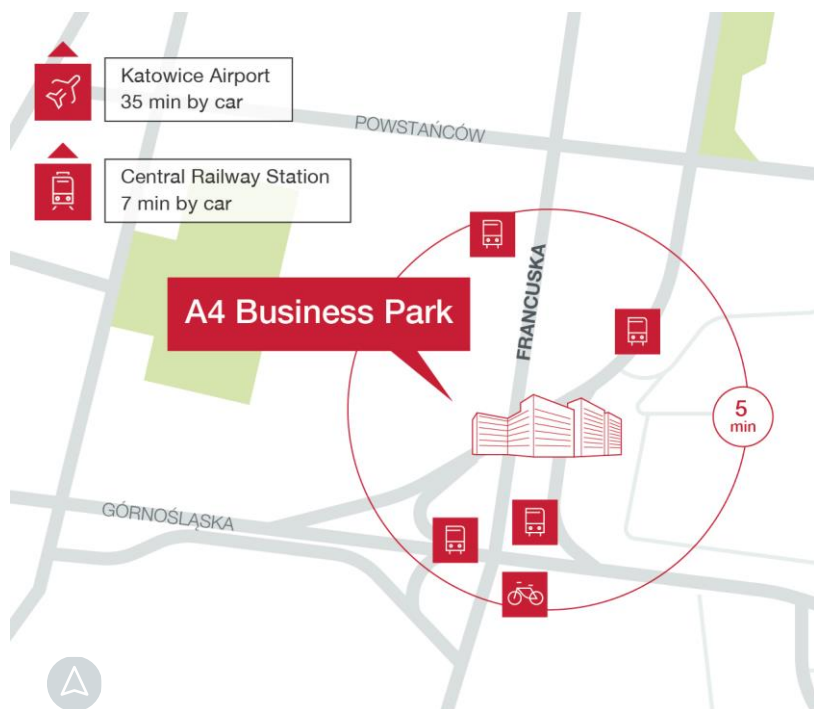 Katowice Airport
35 min by car
POWSTAŃCÓW
Central Railway Station
7 min by car
FRANCUSKA
A4 Business Park
5
min
GÓRNOŚLĄSKA